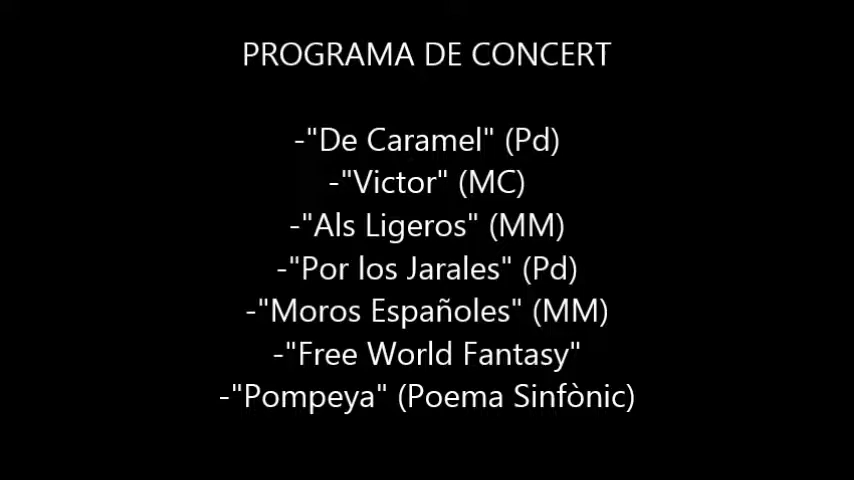 PROGRAMA DE CONCERT
-"De Caramel" (Pd)
-"Victor" (MC)
-"Als Ligeros" (MM)
-"Por los Jarales" (Pd)
-"Moros Españoles" (MM)
-"Free World Fantasy"
-"Pompeya" (Poema Sinfònic)